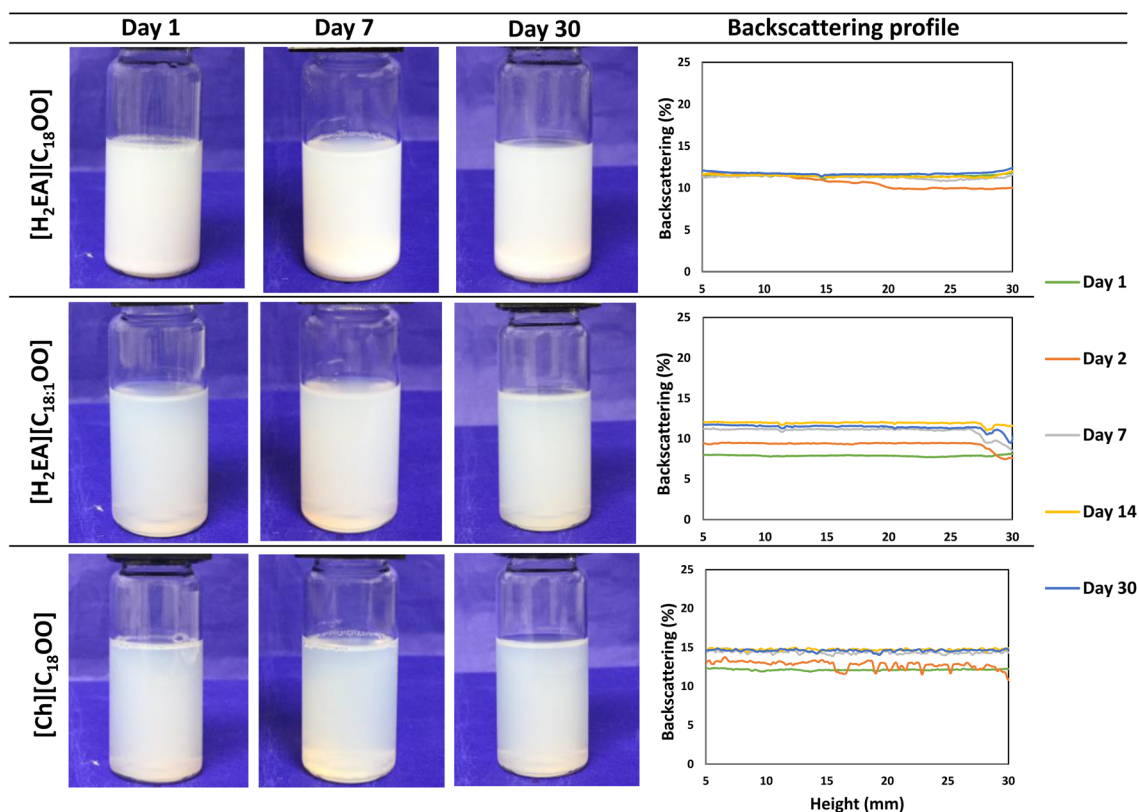 Day 1 Day 7 Day 30 Backscattering profile
[H₂EA][C₁₈OO]
Backscattering (%)
25
20
15
10
5
0
5 10 15 20 25 30
[H₂EA][C₁₈:₁OO]
Backscattering (%)
25
20
15
10
5
0
5 10 15 20 25 30
[Ch][C₁₈OO]
Backscattering (%)
25
20
15
10
5
0
5 10 15 20 25 30
Height (mm)
Day 1
Day 2
Day 7
Day 14
Day 30